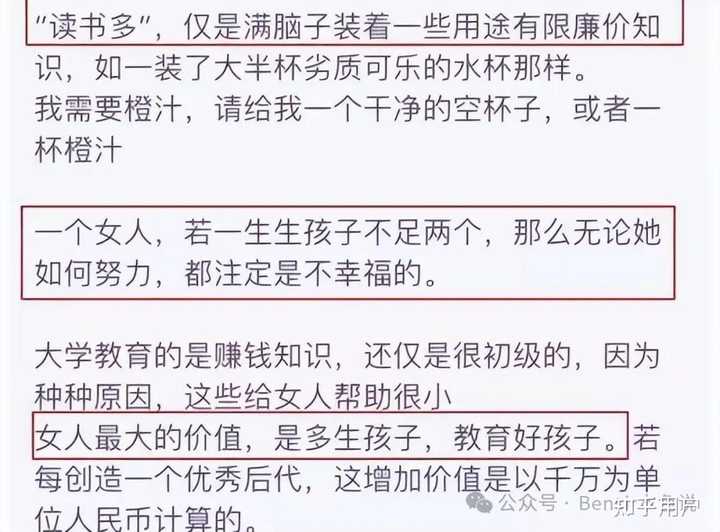 “读书多”，仅是满脑子装着一些用途有限廉价知
识，如一装了大半杯劣质可乐的水杯那样。
我需要橙汁，请给我一个干净的空杯子，或者一
杯橙汁
一个女人，若一生生孩子不足两个，那么无论她
如何努力，都注定是不幸福的。
大学教育的是赚钱知识，还仅是很初级的，因为
种种原因，这些给女人帮助很小
女人最大的价值，是多生孩子，教育好孩子。若
每创造一个优秀后代，这增加价值是以千万为单
位人民币计算的。
公众号·Ben
知乎用户